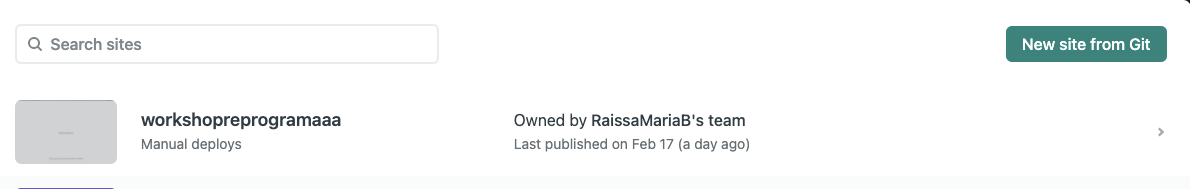 Search sites
New site from Git
workshopreprogramaaa
Manual deploys
Owned by RaissaMariaB's team
Last published on Feb 17 (a day ago)